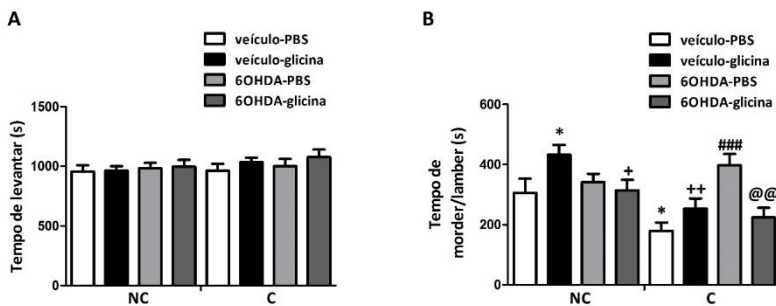 A
veículo-PBS
veículo-glicina
6OHDA-PBS
6OHDA-glicina
Tempo de levantar (s)
1500
1000
500
0
NC
C
B
veículo-PBS
veículo-glicina
6OHDA-PBS
6OHDA-glicina
Tempo de
morder/lamber (s)
600
400
200
0
*
+
*
++
###
@@
NC
C